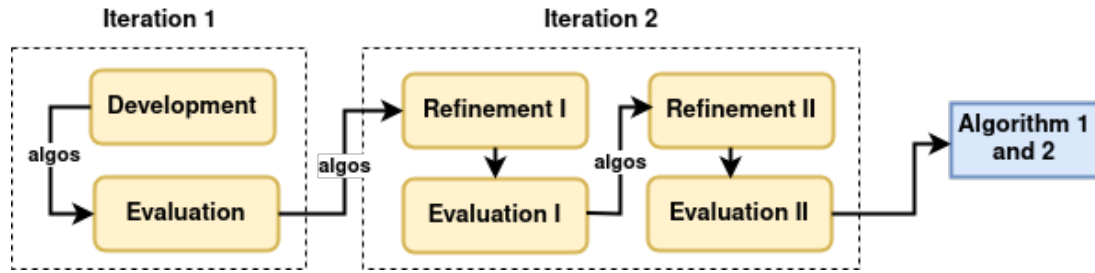 Iteration 1
Iteration 2
Development
algos
Evaluation
algos
Refinement I
Evaluation I
algos
Refinement II
Evaluation II
Algorithm 1
and 2